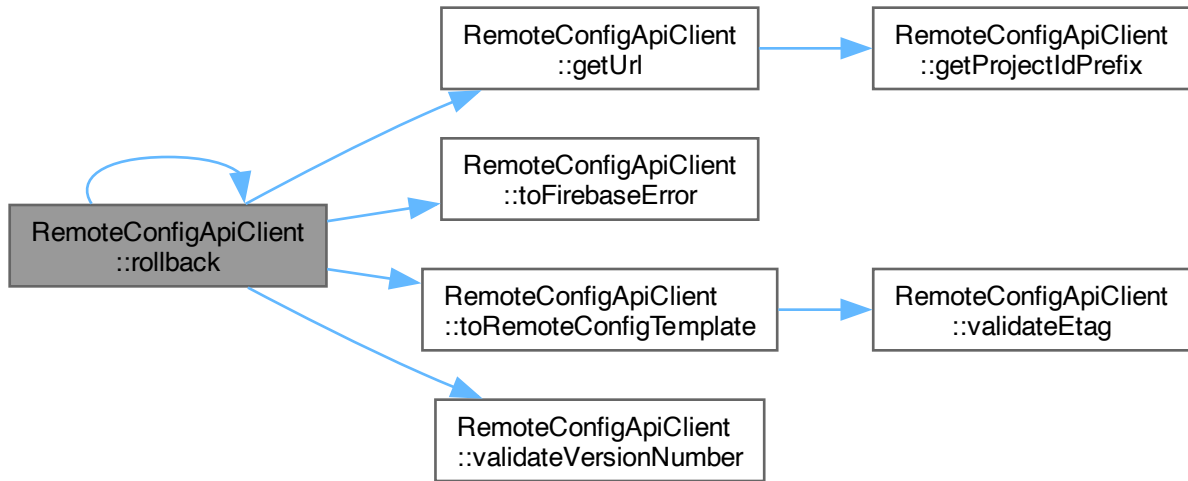 RemoteConfigApiClient
::getUrl
RemoteConfigApiClient
::getProjectIdPrefix
RemoteConfigApiClient
::toFirebaseError
RemoteConfigApiClient
::rollback
RemoteConfigApiClient
::toRemoteConfigTemplate
RemoteConfigApiClient
::validateEtag
RemoteConfigApiClient
::validateVersionNumber